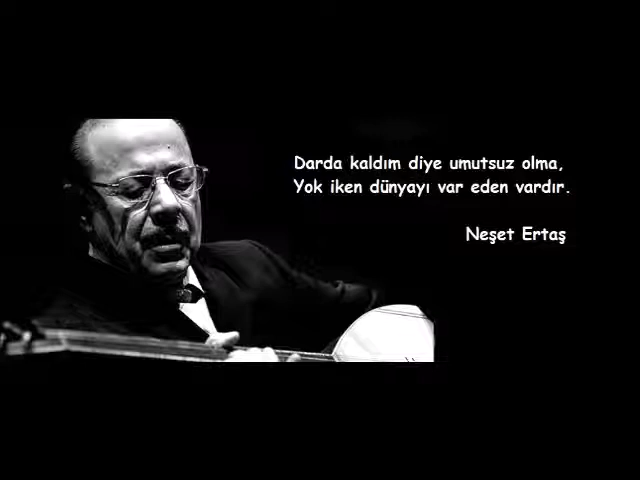 Darda kaldım diye umutsuz olma,
Yok iken dünyayı var eden vardır.
Neşet Ertaş